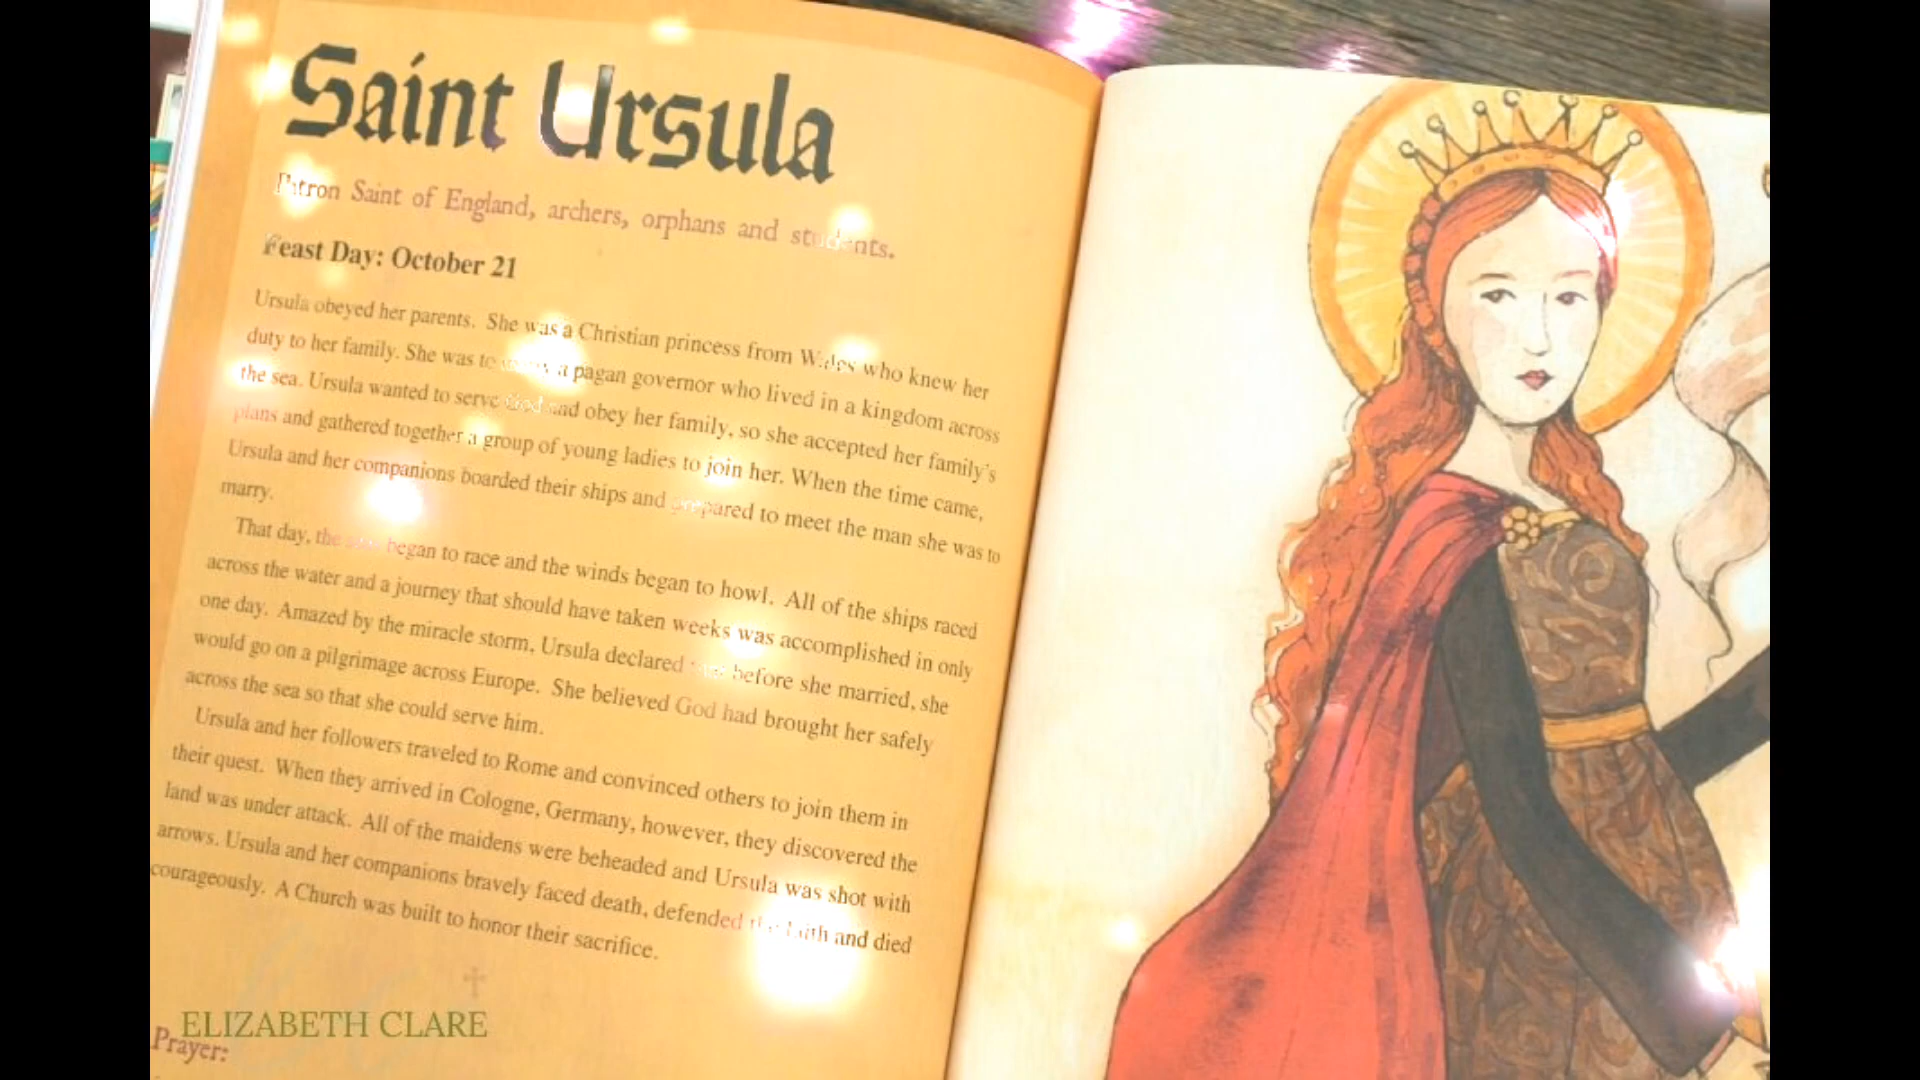 Saint Ursula
Patron Saint of England, archers, orphans and students.
Feast Day: October 21
Ursula obeyed her parents. She was a Christian princess from Wales who knew her
duty to her family. She was to a pagan governor who lived in a kingdom across
the sea. Ursula wanted to serve God and obey her family, so she accepted her family's
plans and gathered together a group of young ladies to join her. When the time came,
Ursula and her companions boarded their ships and prepared to meet the man she was to
marry.
That day, the began to race and the winds began to howl. All of the ships raced
across the water and a journey that should have taken weeks was accomplished in only
one day. Amazed by the miracle storm, Ursula declared before she married, she
would go on a pilgrimage across Europe. She believed God had brought her safely
across the sea so that she could serve him.
Ursula and her followers traveled to Rome and convinced others to join them in
their quest. When they arrived in Cologne, Germany, however, they discovered the
land was under attack. All of the maidens were beheaded and Ursula was shot with
arrows. Ursula and her companions bravely faced death, defended the faith and died
courageously. A Church was built to honor their sacrifice.
ELIZABETH CLARE
Prayer: